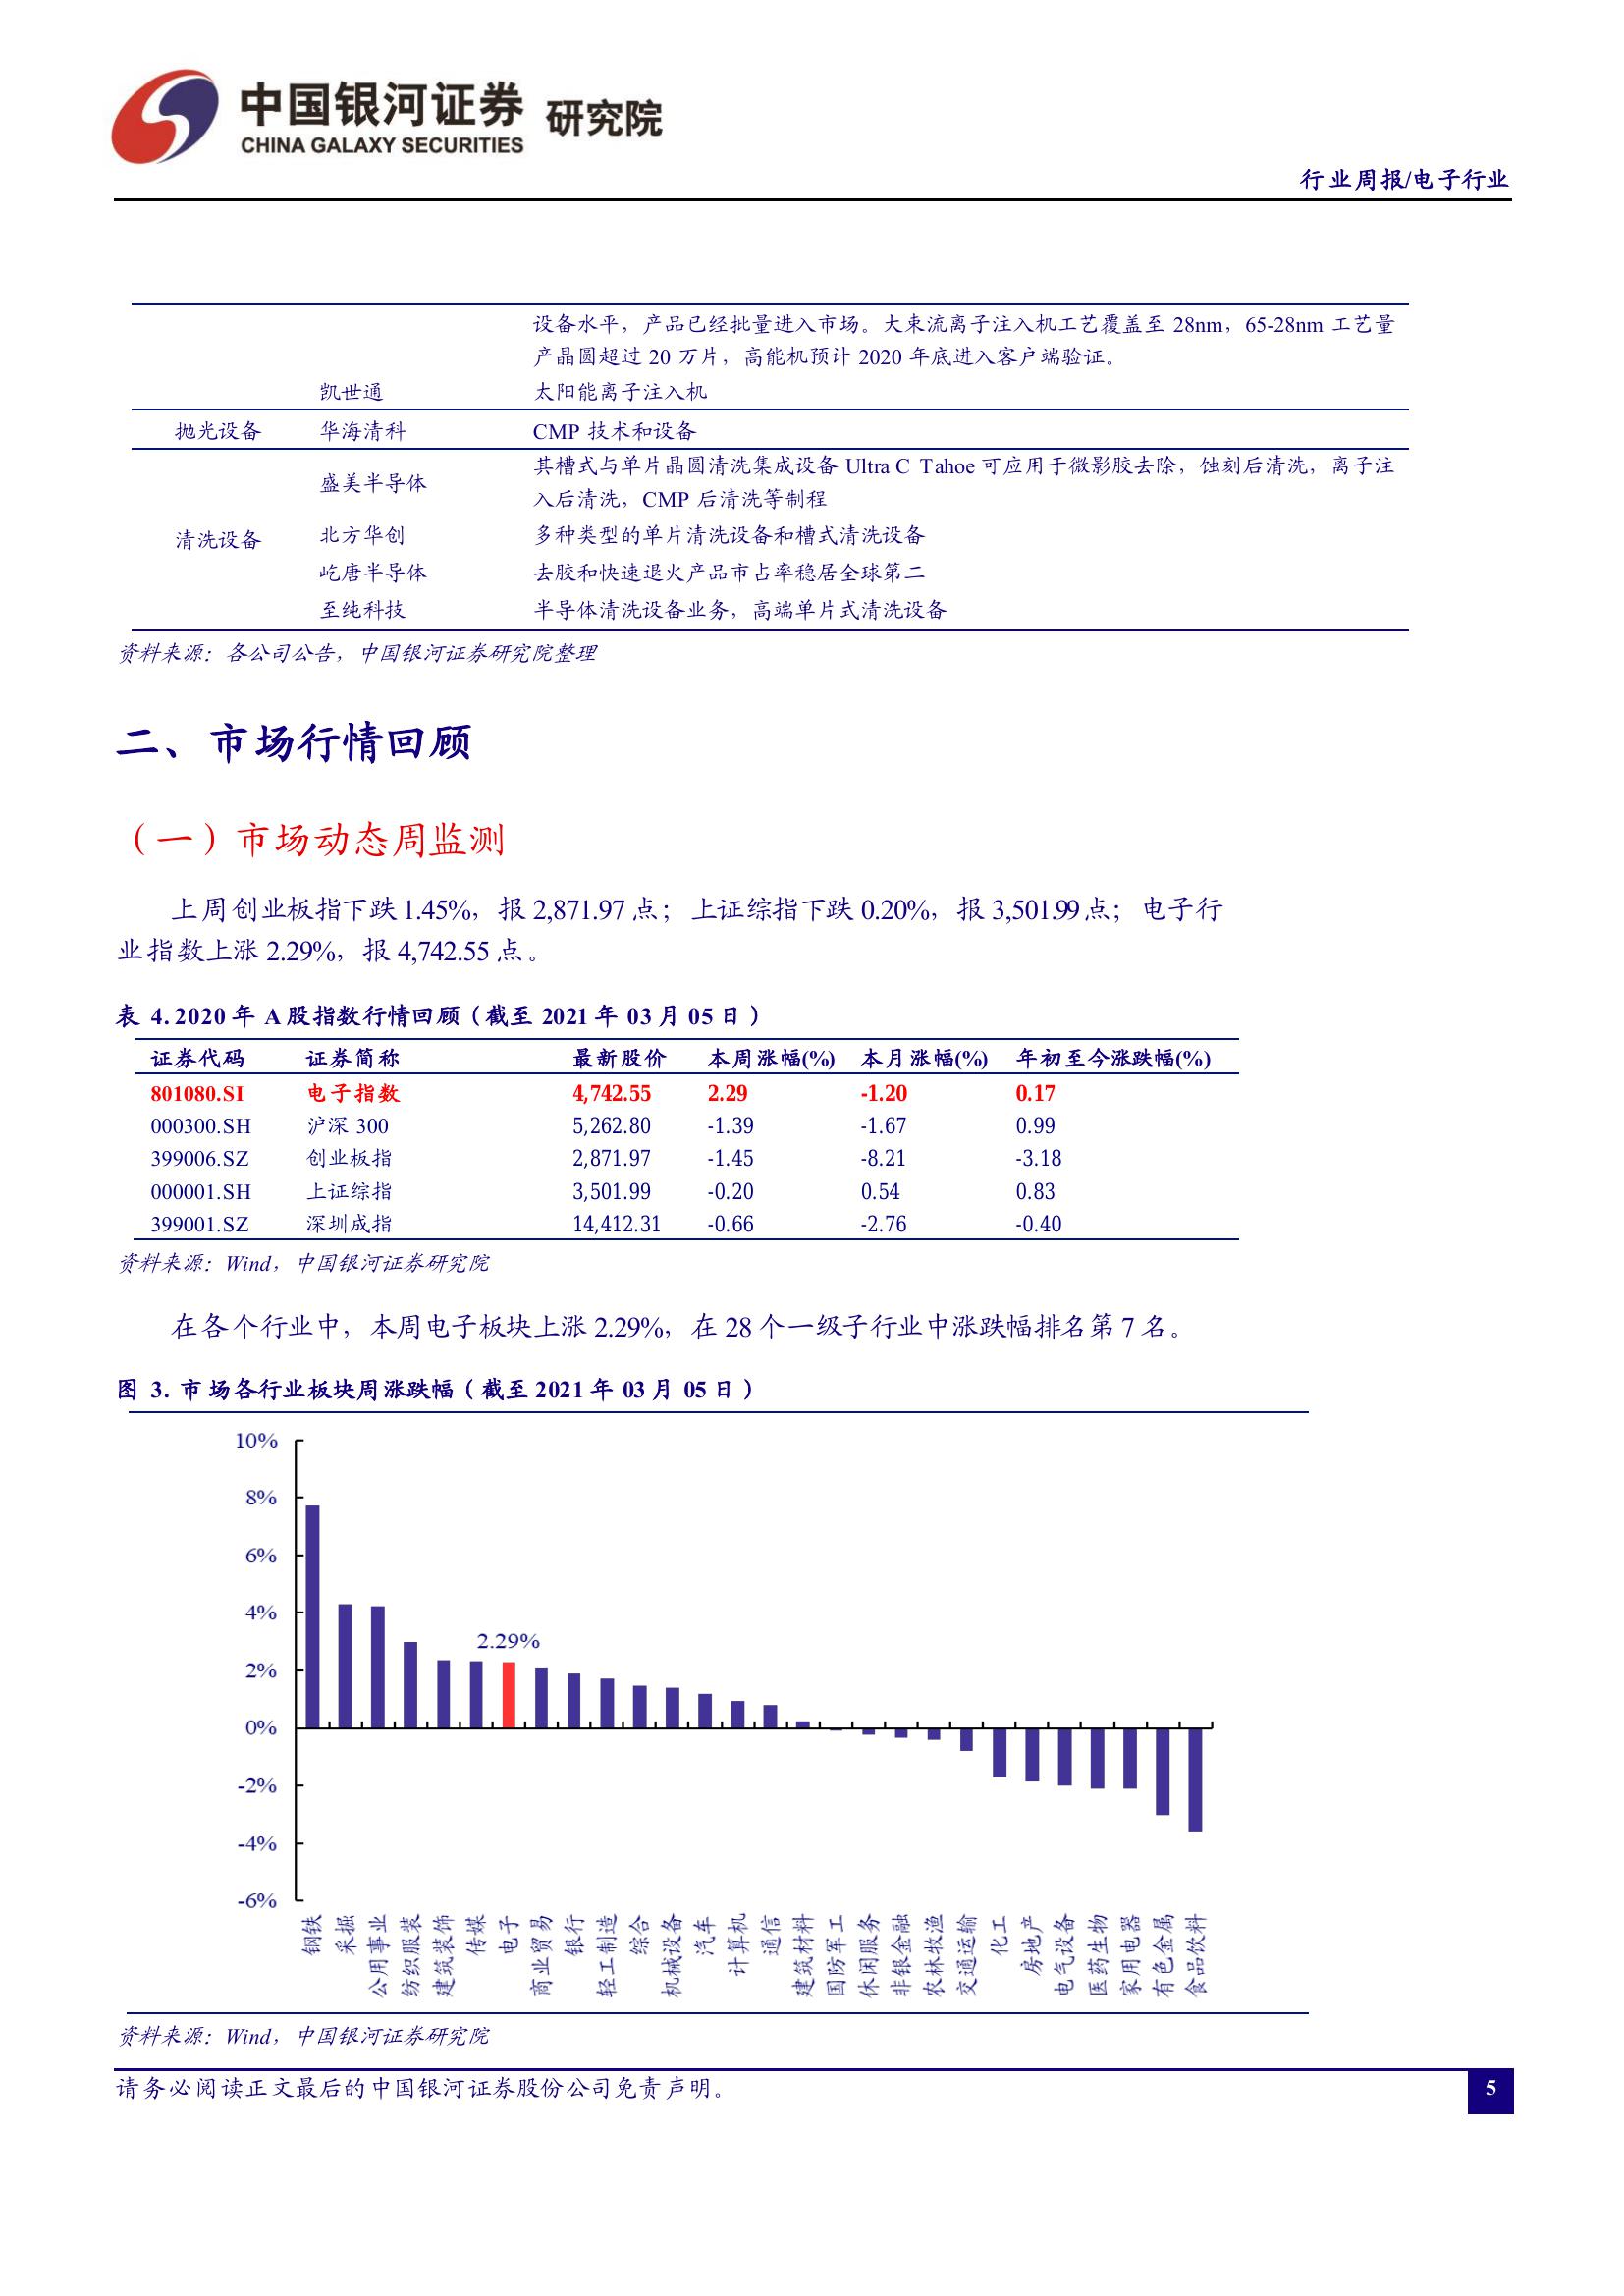 中国银河证券 研究院
CHINA GALAXY SECURITIES
行业周报/电子行业
设备水平，产品已经批量进入市场。大束流离子注入机工艺覆盖至 28nm，65-28nm 工艺量
产晶圆超过 20 万片，高能机预计 2020 年底进入客户端验证。
凯世通 太阳能离子注入机
抛光设备 华海清科 CMP 技术和设备
盛美半导体 其槽式与单片晶圆清洗集成设备 Ultra C Tahoe 可应用于微影胶去除，蚀刻后清洗，离子注
入后清洗，CMP 后清洗等制程
清洗设备 北方华创 多种类型的单片清洗设备和槽式清洗设备
屹唐半导体 去胶和快速退火产品市占率稳居全球第二
至纯科技 半导体清洗设备业务，高端单片式清洗设备
资料来源：各公司公告，中国银河证券研究院整理
二、市场行情回顾
（一）市场动态周监测
上周创业板指下跌 1.45%，报 2,871.97 点；上证综指下跌 0.20%，报 3,501.99 点；电子行
业指数上涨 2.29%，报 4,742.55 点。
表 4. 2020 年 A 股指数行情回顾（截至 2021 年 03 月 05 日）
证券代码 证券简称 最新股价 本周涨幅(%) 本月涨幅(%) 年初至今涨跌幅(%)
801080.SI 电子指数 4,742.55 2.29 -1.20 0.17
000300.SH 沪深 300 5,262.80 -1.39 -1.67 0.99
399006.SZ 创业板指 2,871.97 -1.45 -8.21 -3.18
000001.SH 上证综指 3,501.99 -0.20 0.54 0.83
399001.SZ 深圳成指 14,412.31 -0.66 -2.76 -0.40
资料来源：Wind，中国银河证券研究院
在各个行业中，本周电子板块上涨 2.29%，在 28 个一级子行业中涨跌幅排名第 7 名。
图 3. 市场各行业板块周涨跌幅（截至 2021 年 03 月 05 日）
10%
8%
6%
4%
2.29%
2%
0%
-2%
-4%
-6%
钢铁
采掘
公用事业
纺织服装
建筑装饰
传媒
电子
商业贸易
银行
轻工制造
综合
机械设备
汽车
计算机
通信
建筑材料
国防军工
休闲服务
非银金融
农林牧渔
交通运输
化工
房地产
电气设备
医药生物
家用电器
有色金属
食品饮料
资料来源：Wind，中国银河证券研究院
请务必阅读正文最后的中国银河证券股份公司免责声明。
5